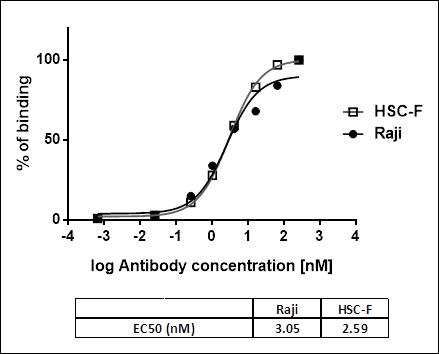 % of binding
100
50
0
-4 -3 -2 -1 0 1 2 3 4
log Antibody concentration [nM]
HSC-F
Raji
Raji HSC-F
EC50 (nM) 3.05 2.59